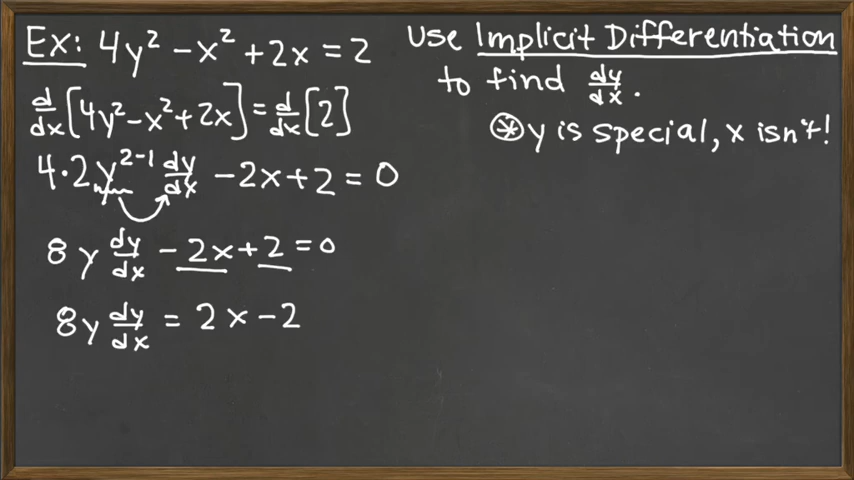 Ex: 4y² - x² + 2x = 2
d/dx [4y² - x² + 2x] = d/dx [2]
4 · 2y²⁻¹ dy/dx - 2x + 2 = 0
8y dy/dx - 2x + 2 = 0
8y dy/dx = 2x - 2
Use Implicit Differentiation
to find dy/dx.
⊛ y is special, x isn't!